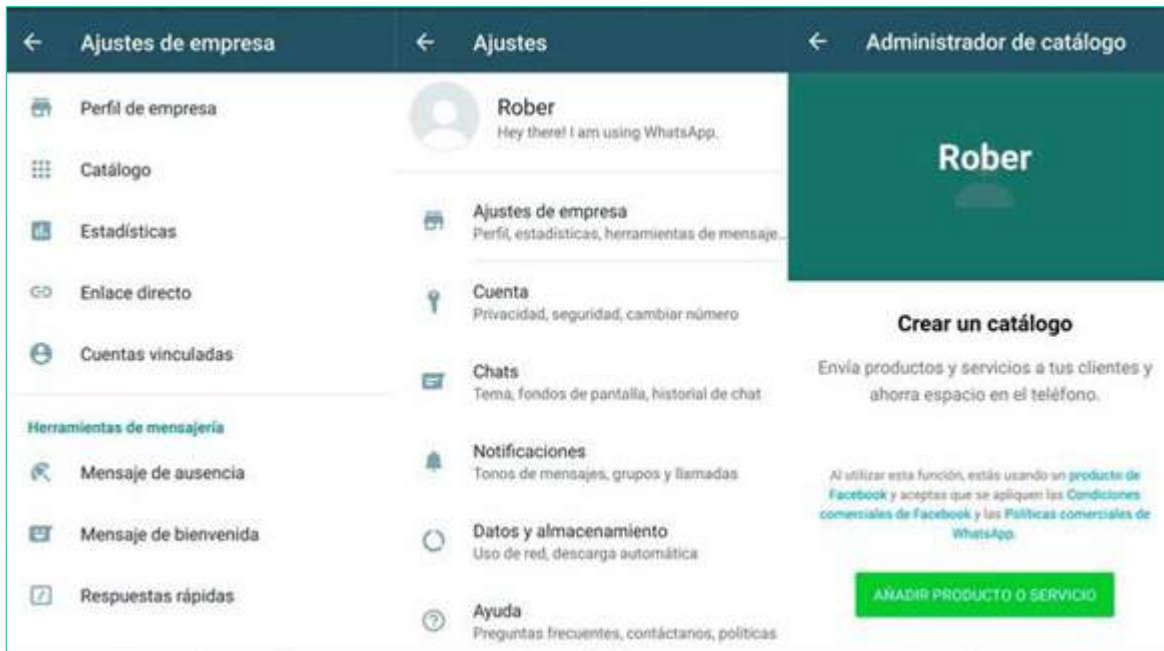 Ajustes de empresa
Perfil de empresa
Catálogo
Estadísticas
Enlace directo
Cuentas vinculadas
Herramientas de mensajería
Mensaje de ausencia
Mensaje de bienvenida
Respuestas rápidas
Ajustes
Rober
Hey there! I am using WhatsApp.
Ajustes de empresa
Perfil, estadísticas, herramientas de mensaje...
Cuenta
Privacidad, seguridad, cambiar número
Chats
Tema, fondos de pantalla, historial de chat
Notificaciones
Tonos de mensajes, grupos y llamadas
Datos y almacenamiento
Uso de red, descarga automática
Ayuda
Preguntas frecuentes, contáctanos, políticas
Administrador de catálogo
Rober
Crear un catálogo
Envía productos y servicios a tus clientes y
ahorra espacio en el teléfono.
Al utilizar esta función, estás usando un producto de
Facebook y aceptas que se apliquen las Condiciones
comerciales de Facebook y las Políticas comerciales de
WhatsApp.
AÑADIR PRODUCTO O SERVICIO